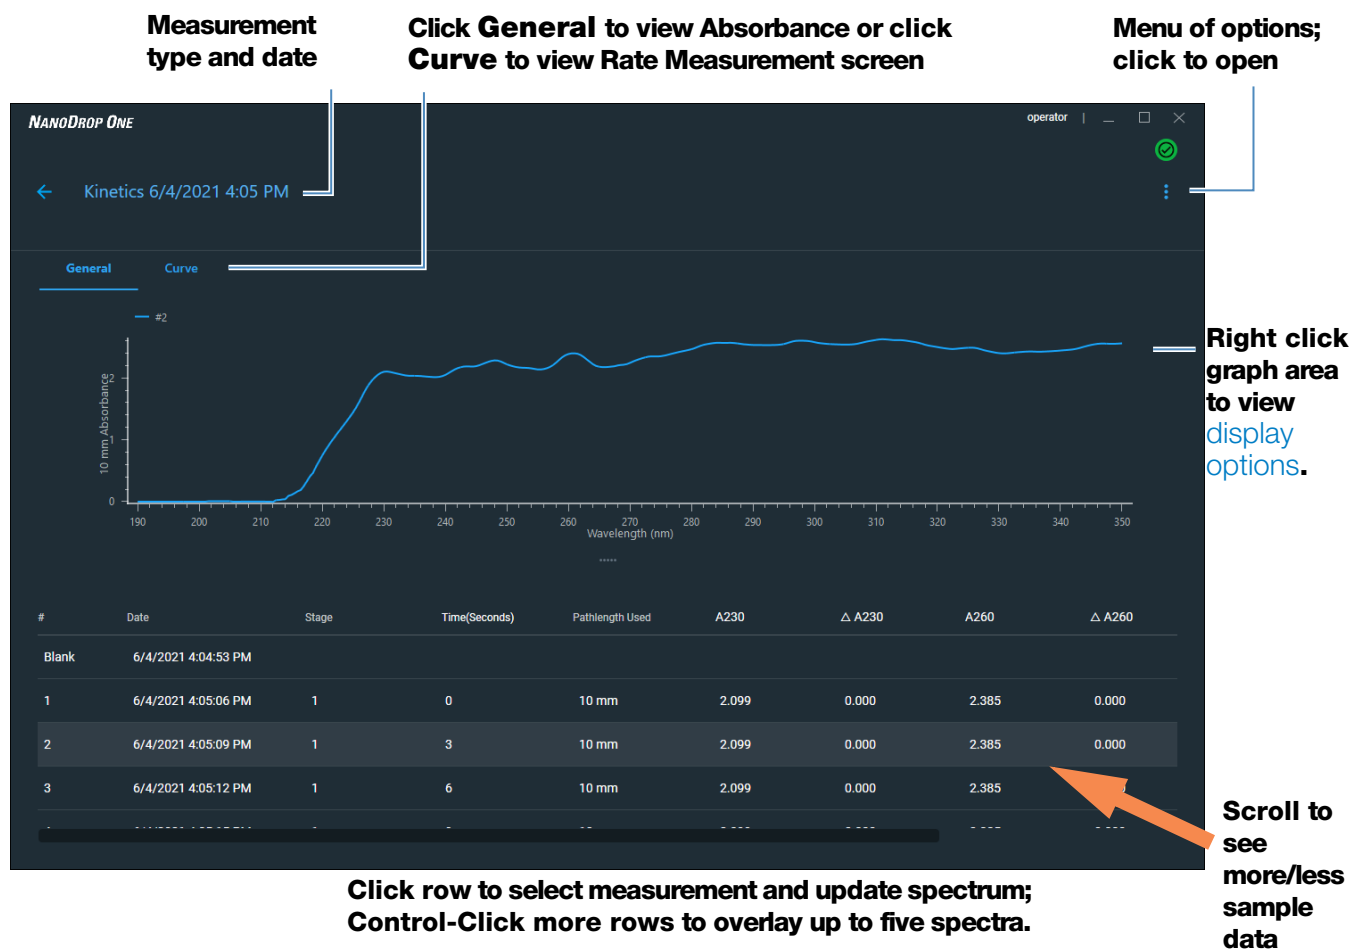 Measurement
type and date
Click General to view Absorbance or click
Curve to view Rate Measurement screen
Menu of options;
click to open
NANODROP ONE
operator |
Kinetics 6/4/2021 4:05 PM
General Curve
#2
10 mm Absorbance
2
1
0
190 200 210 220 230 240 250 260 270 280 290 300 310 320 330 340 350
Wavelength (nm)
Right click
graph area
to view
display
options.
# Date Stage Time(Seconds) Pathlength Used A230 △ A230 A260 △ A260
Blank 6/4/2021 4:04:53 PM
1 6/4/2021 4:05:06 PM 1 0 10 mm 2.099 0.000 2.385 0.000
2 6/4/2021 4:05:09 PM 1 3 10 mm 2.099 0.000 2.385 0.000
3 6/4/2021 4:05:12 PM 1 6 10 mm 2.099 0.000 2.385
Scroll to
see
more/less
sample
data
Click row to select measurement and update spectrum;
Control-Click more rows to overlay up to five spectra.